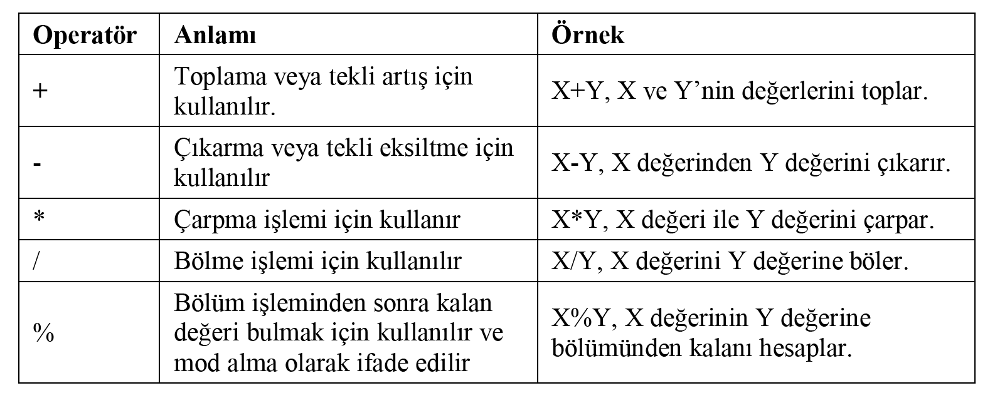 Operatör Anlamı Örnek
+ Toplama veya tekli artış için
kullanılır.
X+Y, X ve Y’nin değerlerini toplar.
- Çıkarma veya tekli eksiltme için
kullanılır
X-Y, X değerinden Y değerini çıkarır.
* Çarpma işlemi için kullanır X*Y, X değeri ile Y değerini çarpar.
/ Bölme işlemi için kullanılır X/Y, X değerini Y değerine böler.
% Bölüm işleminden sonra kalan
değeri bulmak için kullanılır ve
mod alma olarak ifade edilir
X%Y, X değerinin Y değerine
bölümünden kalanı hesaplar.